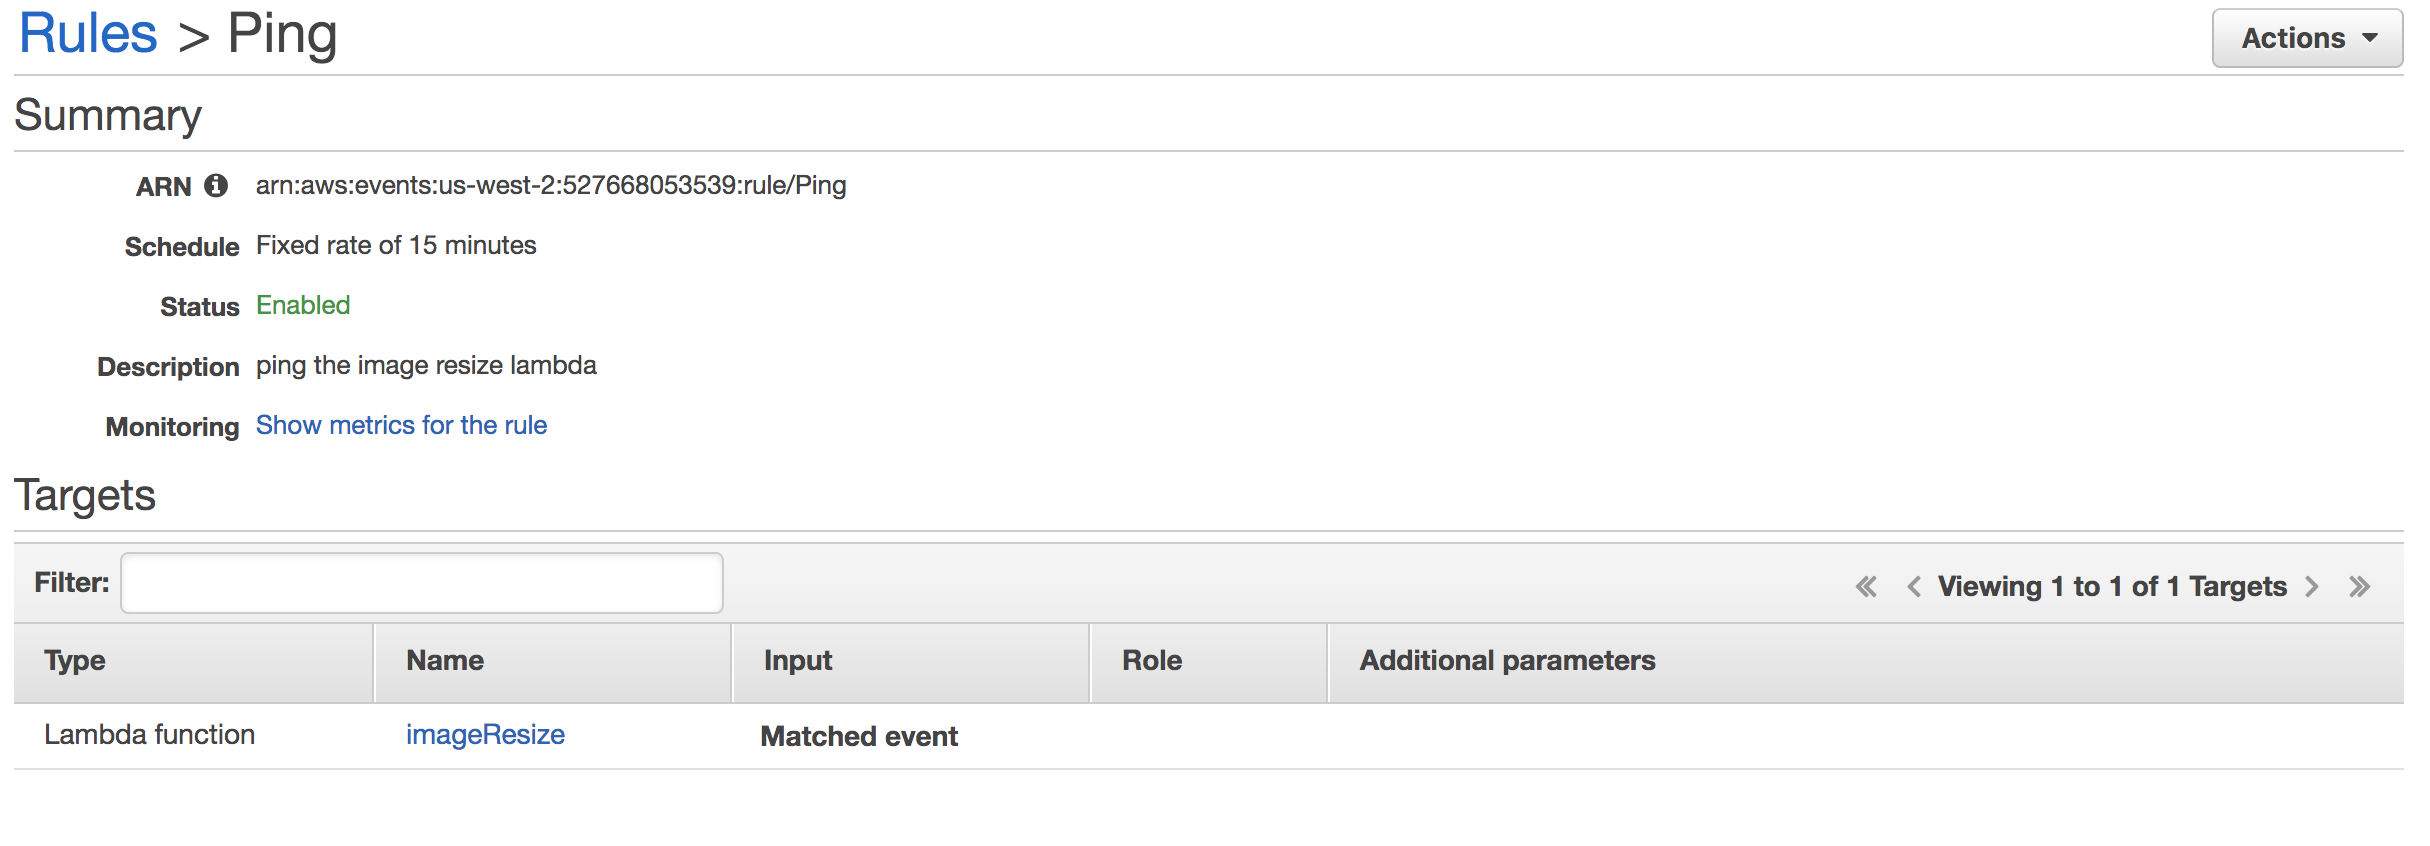 Rules > Ping
Actions
Summary
ARN arn:aws:events:us-west-2:527668053539:rule/Ping
Schedule Fixed rate of 15 minutes
Status Enabled
Description ping the image resize lambda
Monitoring Show metrics for the rule
Targets
Filter:
Viewing 1 to 1 of 1 Targets
Type Name Input Role Additional parameters
Lambda function imageResize Matched event